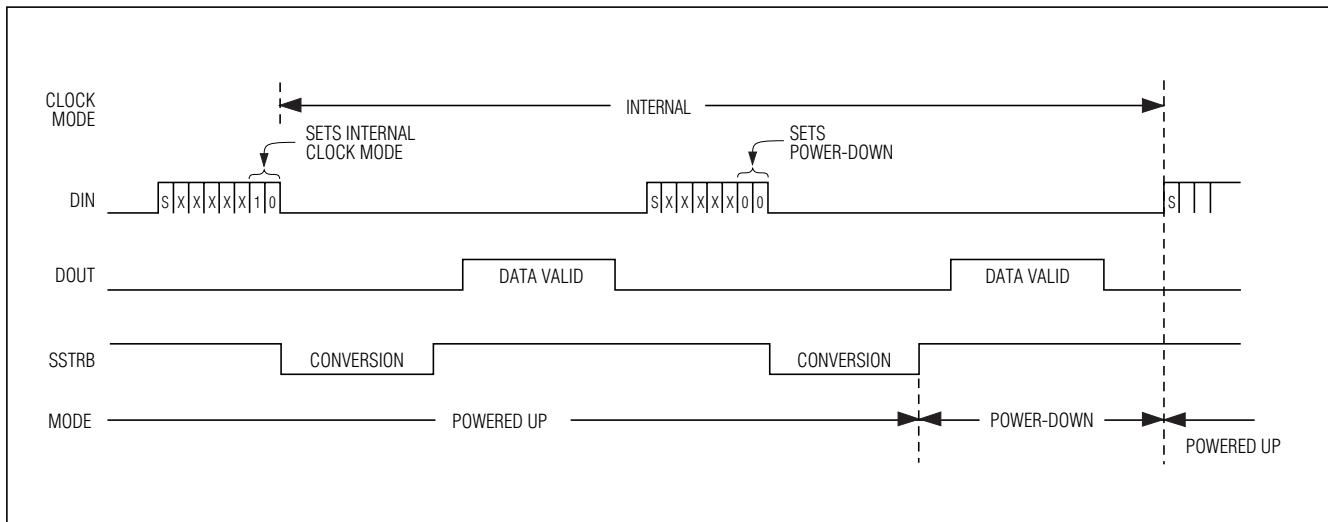 CLOCK
MODE
INTERNAL
SETS INTERNAL
CLOCK MODE
SETS
POWER-DOWN
DIN
S X X X X X 1 0
S X X X X X 0 0
S
DOUT
DATA VALID
DATA VALID
SSTRB
CONVERSION
CONVERSION
MODE
POWERED UP
POWER-DOWN
POWERED UP